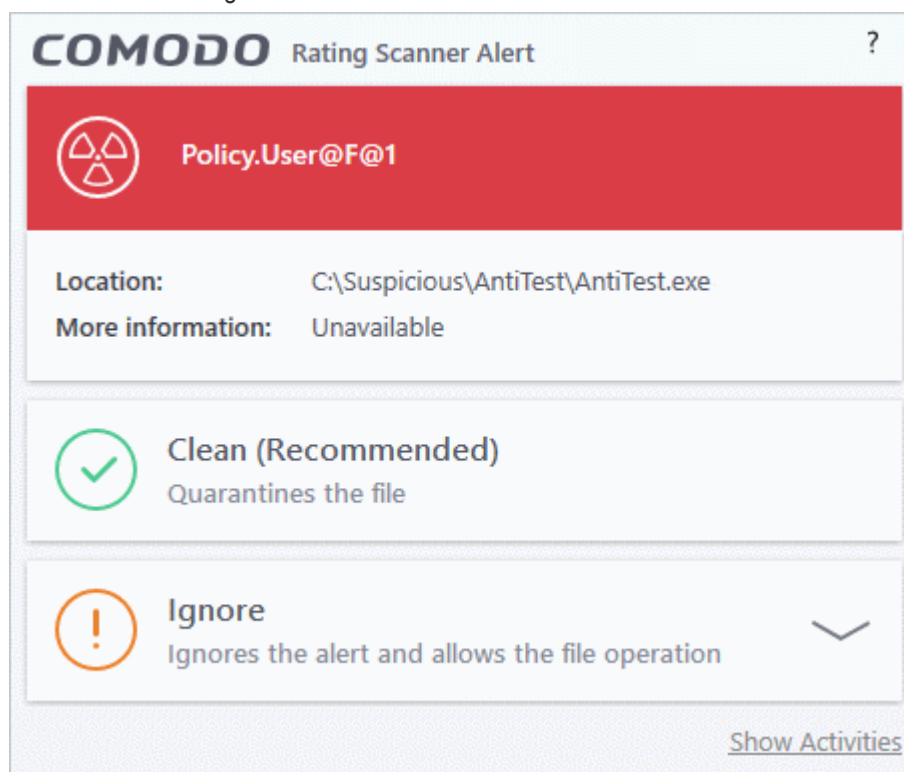 COMODO Rating Scanner Alert ?
Policy.User@F@1
Location: C:\Suspicious\AntiTest\AntiTest.exe
More information: Unavailable
Clean (Recommended)
Quarantines the file
Ignore
Ignores the alert and allows the file operation
Show Activities